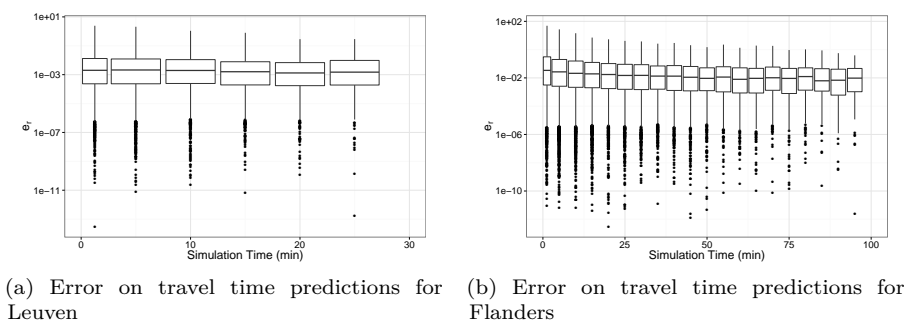 1e+01
1e−03
1e−07
1e−11
e_r
0 10 20 30
Simulation Time (min)
1e+02
1e−02
1e−06
1e−10
e_r
0 25 50 75 100
Simulation Time (min)
(a) Error on travel time predictions for
Leuven
(b) Error on travel time predictions for
Flanders